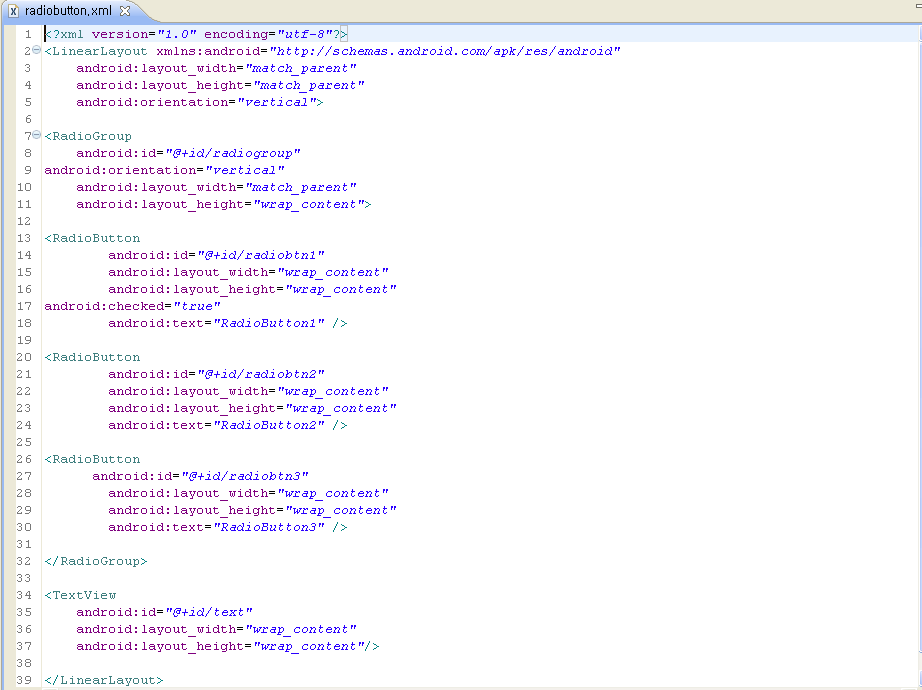 radiobutton.xml
1 <?xml version="1.0" encoding="utf-8"?>
2 <LinearLayout xmlns:android="http://schemas.android.com/apk/res/android"
3     android:layout_width="match_parent"
4     android:layout_height="match_parent"
5     android:orientation="vertical">
6
7 <RadioGroup
8     android:id="@+id/radiogroup"
9 android:orientation="vertical"
10     android:layout_width="match_parent"
11     android:layout_height="wrap_content">
12
13 <RadioButton
14         android:id="@+id/radiobtn1"
15         android:layout_width="wrap_content"
16         android:layout_height="wrap_content"
17 android:checked="true"
18         android:text="RadioButton1" />
19
20 <RadioButton
21         android:id="@+id/radiobtn2"
22         android:layout_width="wrap_content"
23         android:layout_height="wrap_content"
24         android:text="RadioButton2" />
25
26 <RadioButton
27       android:id="@+id/radiobtn3"
28         android:layout_width="wrap_content"
29         android:layout_height="wrap_content"
30         android:text="RadioButton3" />
31
32 </RadioGroup>
33
34 <TextView
35     android:id="@+id/text"
36     android:layout_width="wrap_content"
37     android:layout_height="wrap_content"/>
38
39 </LinearLayout>